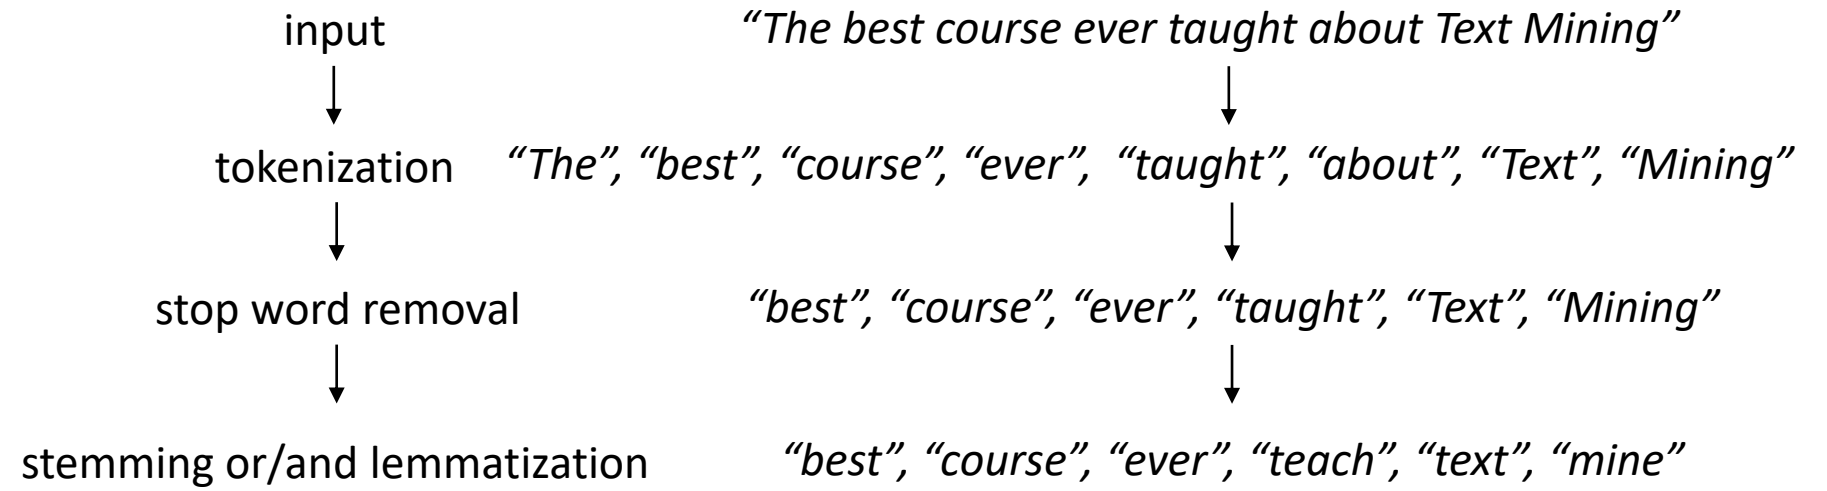 input “The best course ever taught about Text Mining”
tokenization “The”, “best”, “course”, “ever”, “taught”, “about”, “Text”, “Mining”
stop word removal “best”, “course”, “ever”, “taught”, “Text”, “Mining”
stemming or/and lemmatization “best”, “course”, “ever”, “teach”, “text”, “mine”